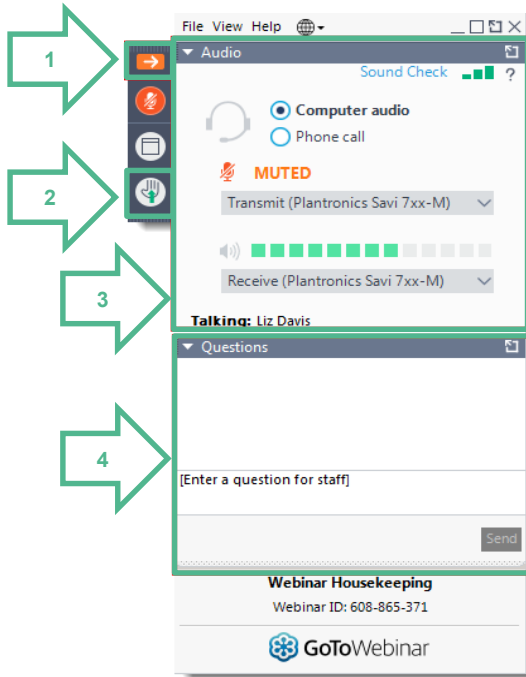 File View Help
1
Audio
Sound Check
?
Computer audio
Phone call
MUTED
2
Transmit (Plantronics Savi 7xx-M)
3
Receive (Plantronics Savi 7xx-M)
Talking: Liz Davis
Questions
4
[Enter a question for staff]
Send
Webinar Housekeeping
Webinar ID: 608-865-371
GoToWebinar